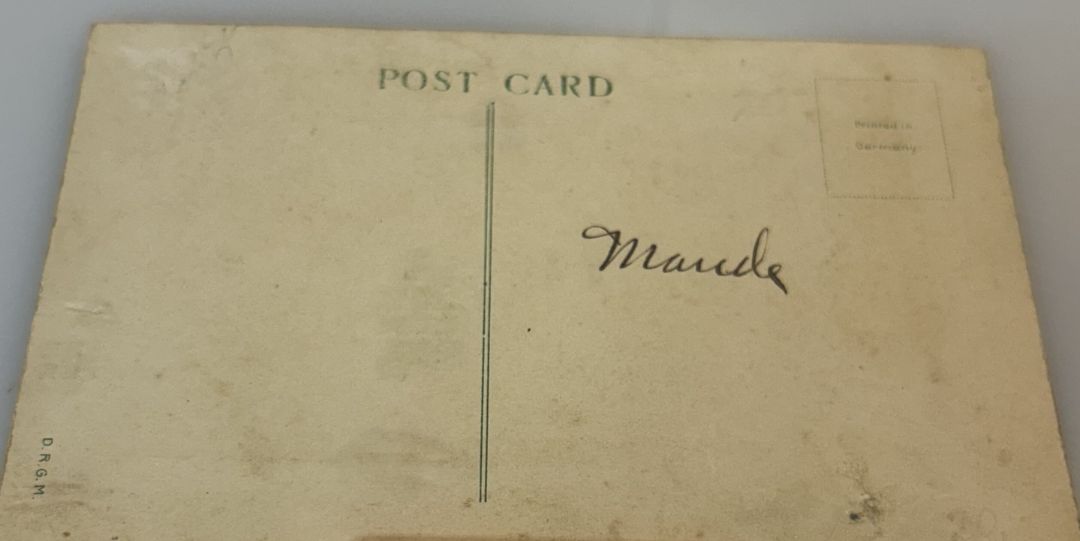 POST CARD
Printed in
Germany
Maude
D.R.G.M.